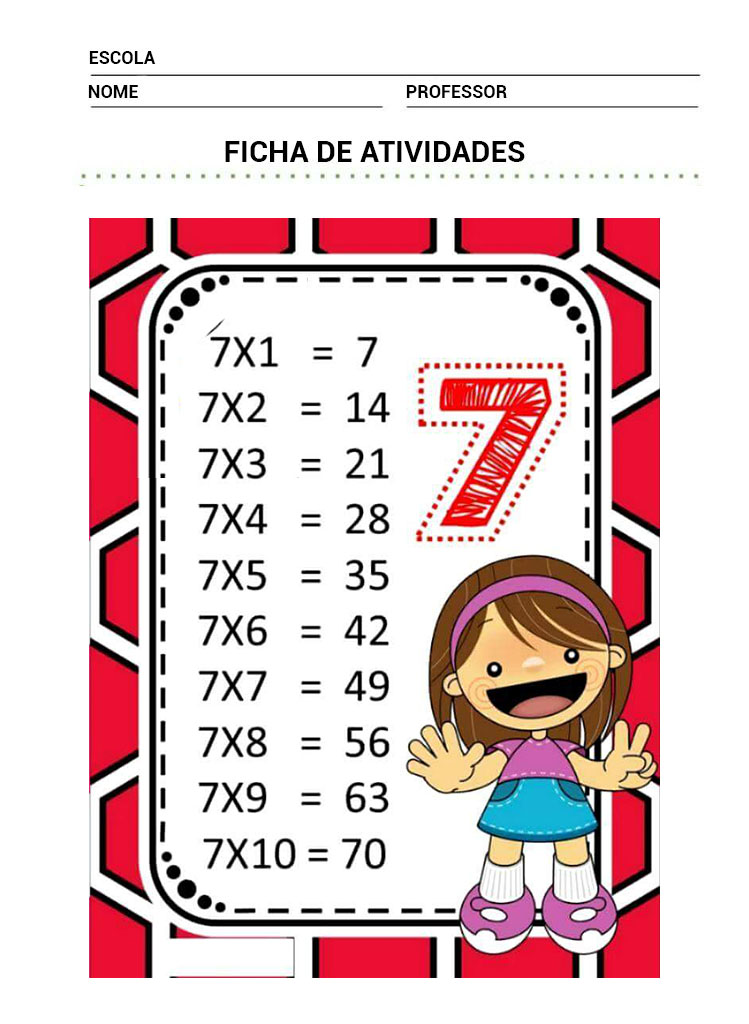 ESCOLA
NOME PROFESSOR
FICHA DE ATIVIDADES
7X1 = 7
7X2 = 14
7X3 = 21
7X4 = 28
7X5 = 35
7X6 = 42
7X7 = 49
7X8 = 56
7X9 = 63
7X10 = 70
7